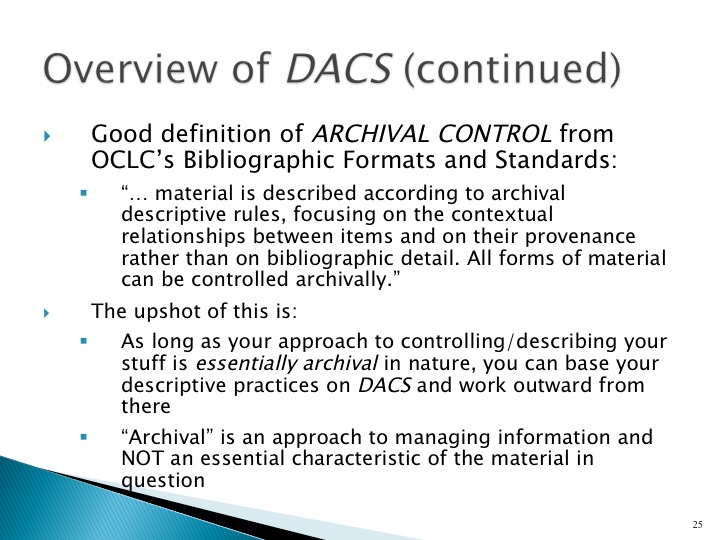 Overview of DACS (continued)
Good definition of ARCHIVAL CONTROL from
OCLC’s Bibliographic Formats and Standards:
“… material is described according to archival
descriptive rules, focusing on the contextual
relationships between items and on their provenance
rather than on bibliographic detail. All forms of material
can be controlled archivally.”
The upshot of this is:
As long as your approach to controlling/describing your
stuff is essentially archival in nature, you can base your
descriptive practices on DACS and work outward from
there
“Archival” is an approach to managing information and
NOT an essential characteristic of the material in
question
25